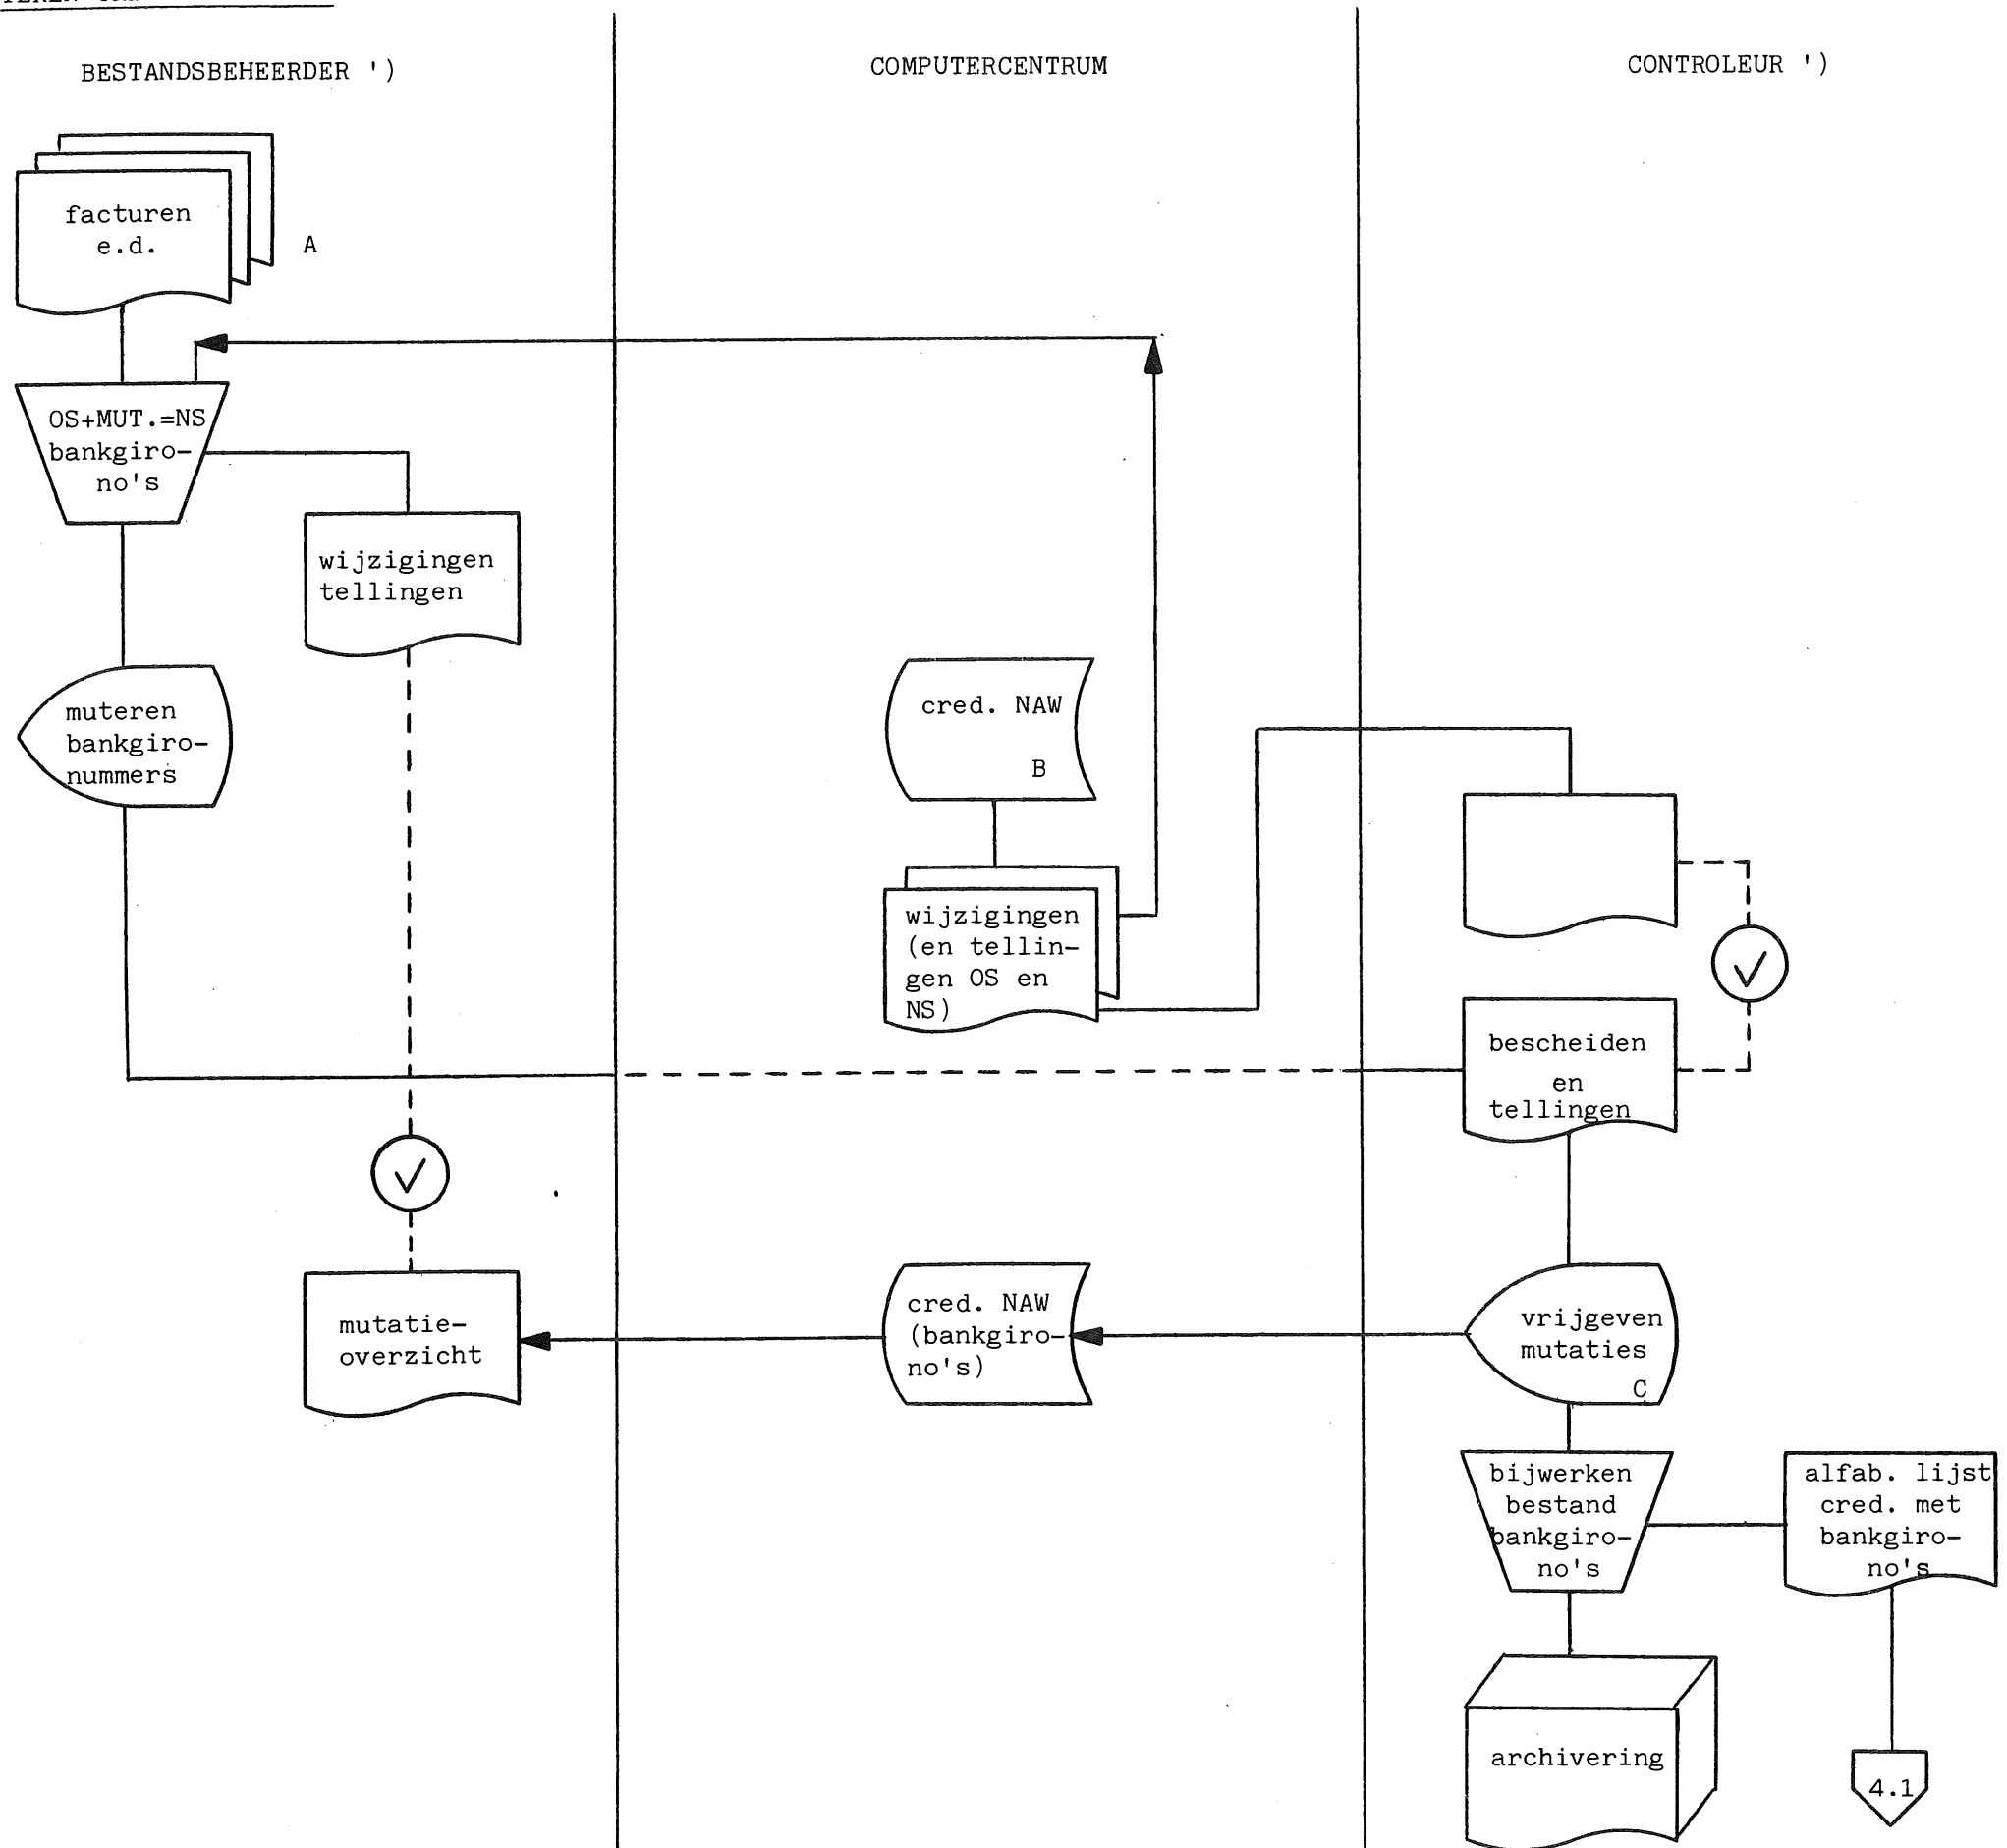 BESTANDSBEHEERDER ')
COMPUTERCENTRUM
CONTROLEUR ')
facturen
e.d.
A
OS+MUT.=NS
bankgiro-
no's
wijzigingen
tellingen
muteren
bankgiro-
nummers
cred. NAW
B
wijzigingen
(en tellin-
gen OS en
NS)
bescheiden
en
tellingen
mutatie-
overzicht
cred. NAW
(bankgiro-
no's)
vrijgeven
mutaties
C
bijwerken
bestand
bankgiro-
no's
alfab. lijst
cred. met
bankgiro-
no's
archivering
4.1